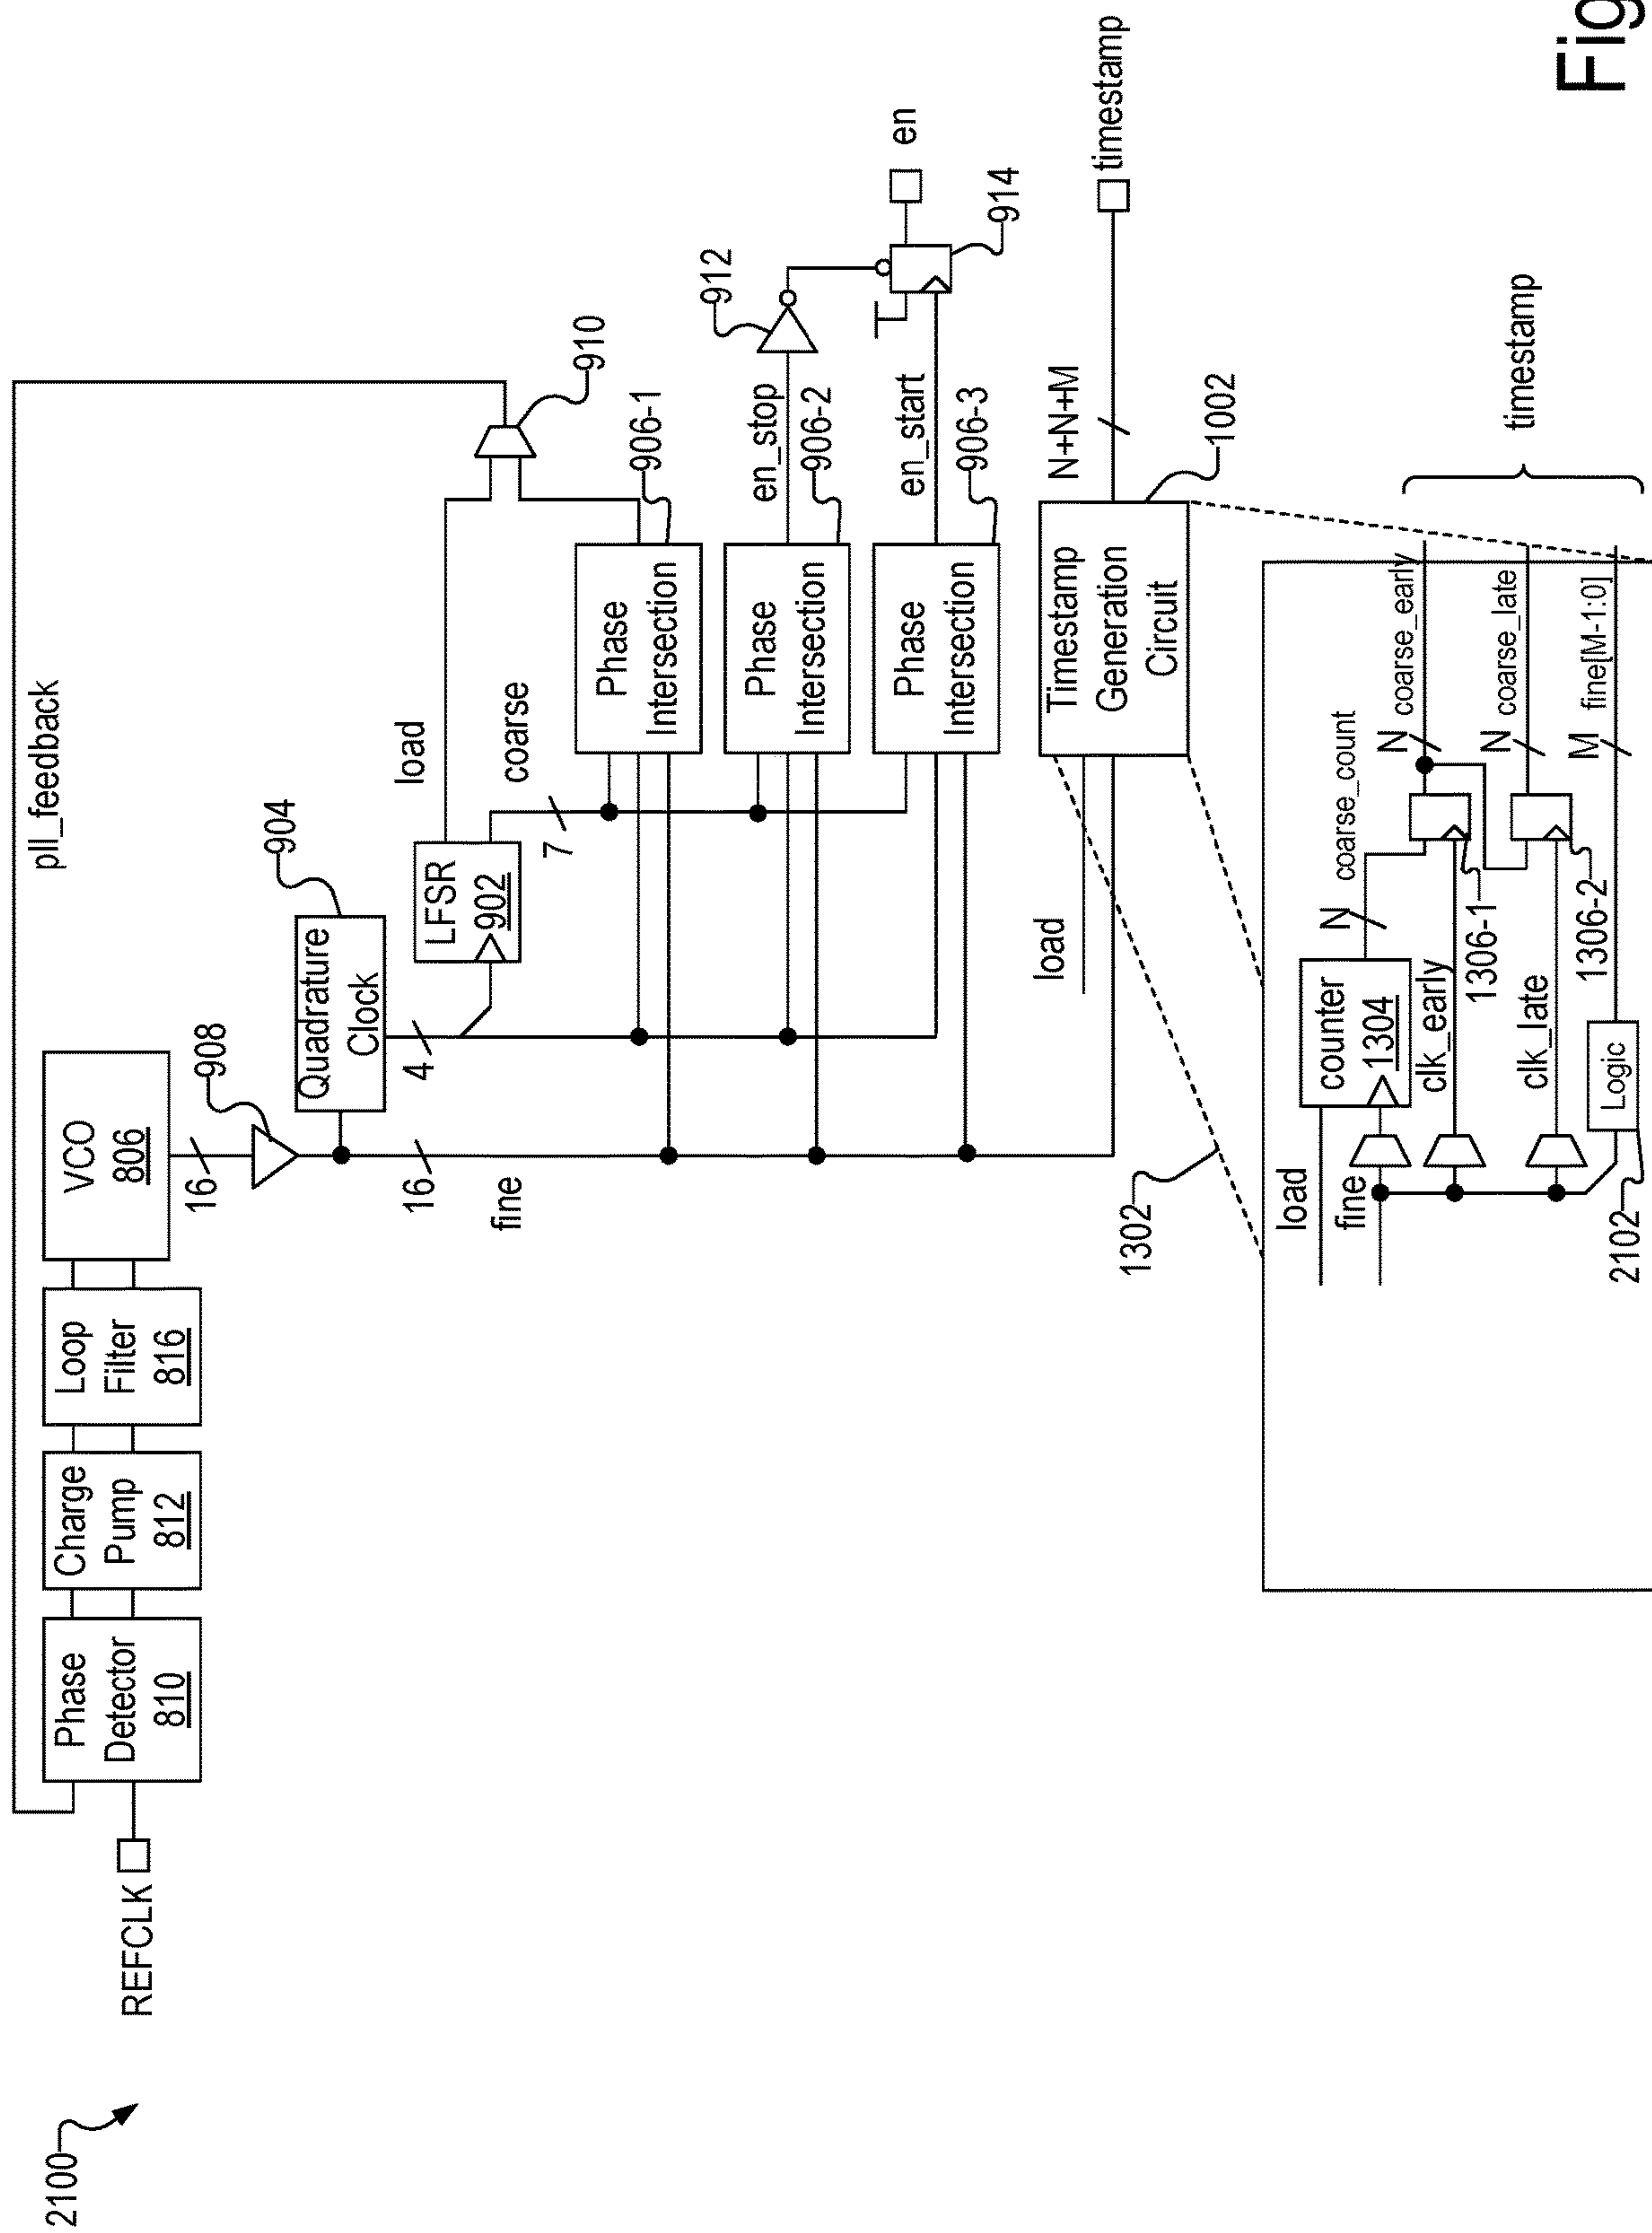 2100
REFCLK
pll_feedback
Phase
Detector
810
Charge
Pump
812
Loop
Filter
816
VCO
806
16
908
16
fine
Quadrature
Clock
904
4
LFSR
902
load
coarse
7
910
Phase
Intersection
906-1
Phase
Intersection
906-2
en_stop
912
Phase
Intersection
906-3
en_start
914
en
load
Timestamp
Generation
Circuit
1002
N+N+M
timestamp
1302
load
fine
counter
1304
N
coarse_count
clk_early
1306-1
N
coarse_early
clk_late
1306-2
N
coarse_late
2102
Logic
M
fine[M-1:0]
timestamp
Fig